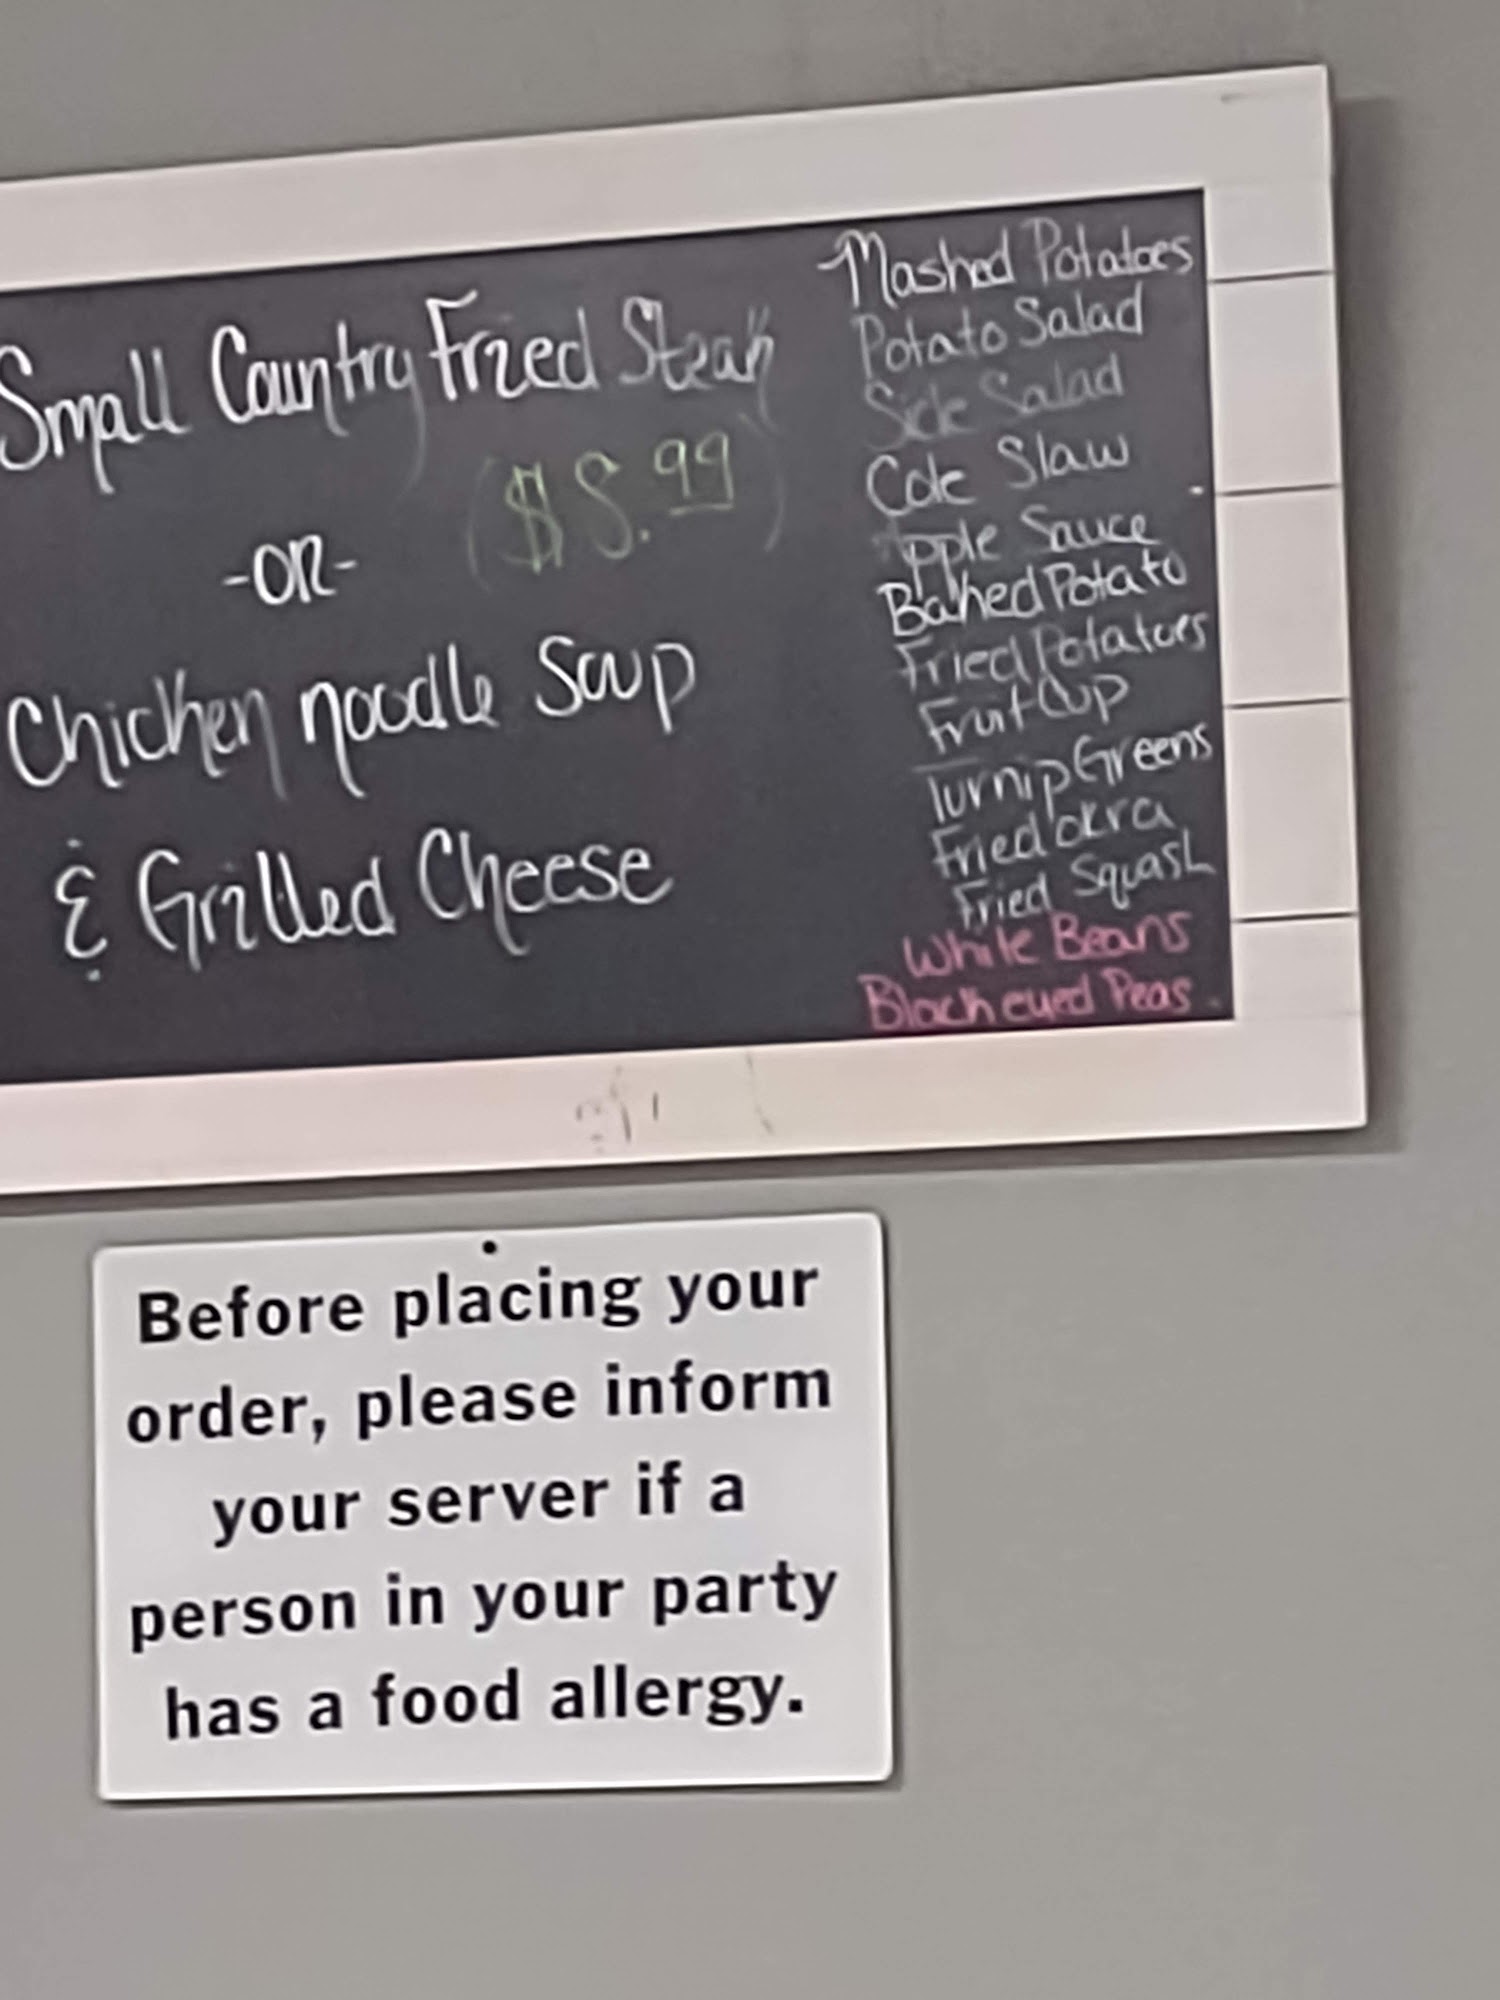 Small Country Fried Steak
($8.99)
-OR-
Chicken noodle Soup
& Grilled Cheese
Mashed Potatoes
Potato Salad
Side Salad
Cole Slaw
Apple Sauce
Baked Potato
Fried Potatoes
Fruit Cup
Turnip Greens
Fried okra
Fried Squash
White Beans
Black eyed Peas
Before placing your
order, please inform
your server if a
person in your party
has a food allergy.